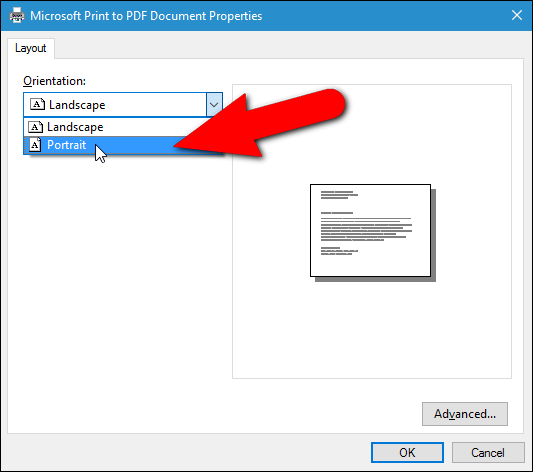 Microsoft Print to PDF Document Properties
Layout
Orientation:
Landscape
Landscape
Portrait
Advanced...
OK
Cancel